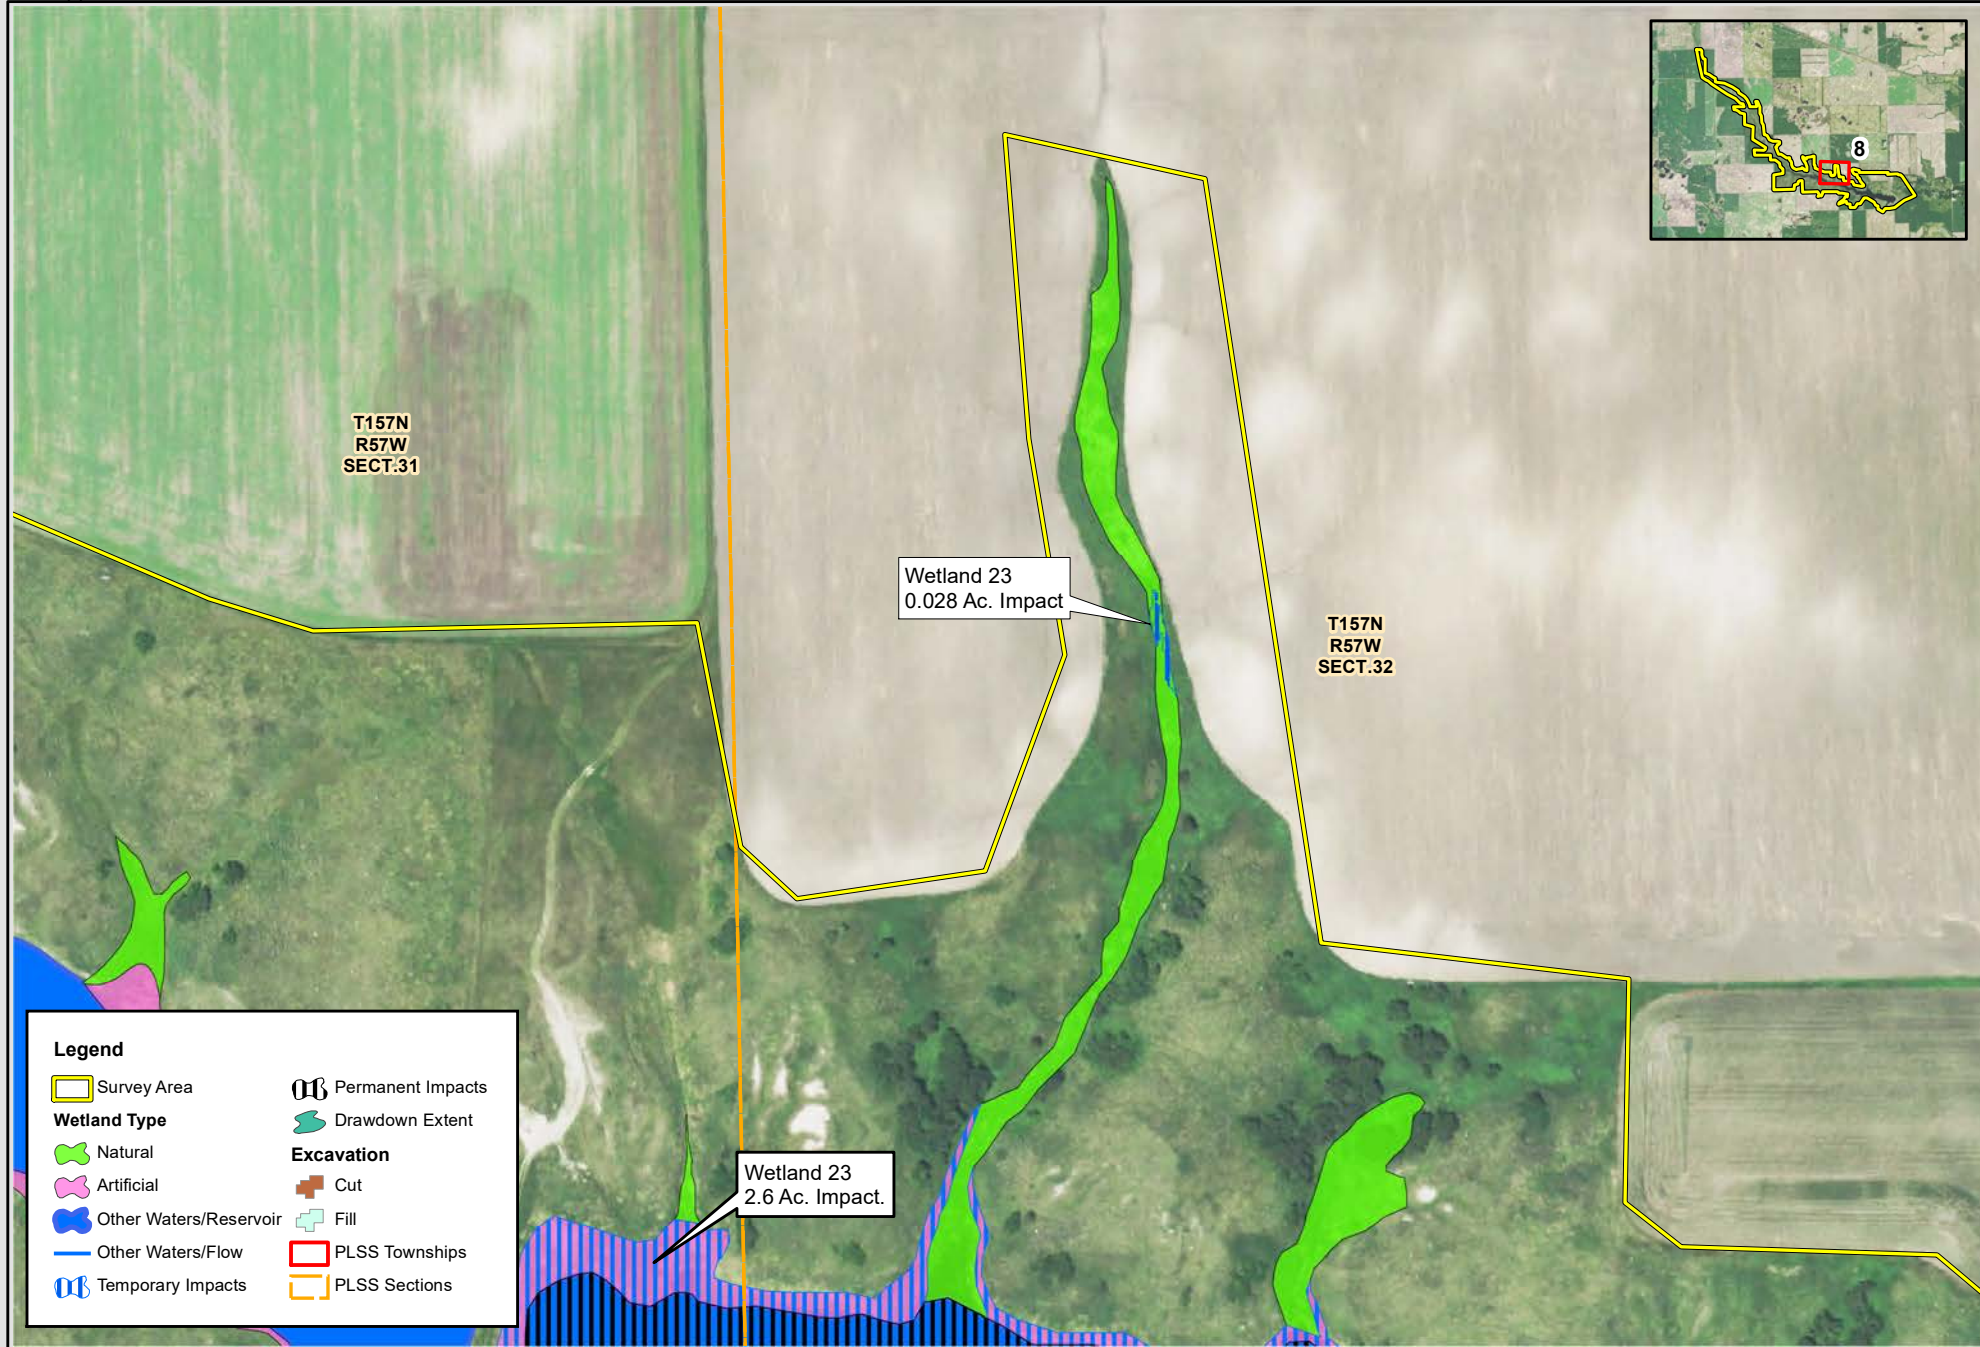 8
T157N
R57W
SECT.31
Wetland 23
0.028 Ac. Impact
T157N
R57W
SECT.32
Wetland 23
2.6 Ac. Impact.
Legend
Survey Area
Wetland Type
Natural
Artificial
Other Waters/Reservoir
Other Waters/Flow
Temporary Impacts
Permanent Impacts
Drawdown Extent
Excavation
Cut
Fill
PLSS Townships
PLSS Sections